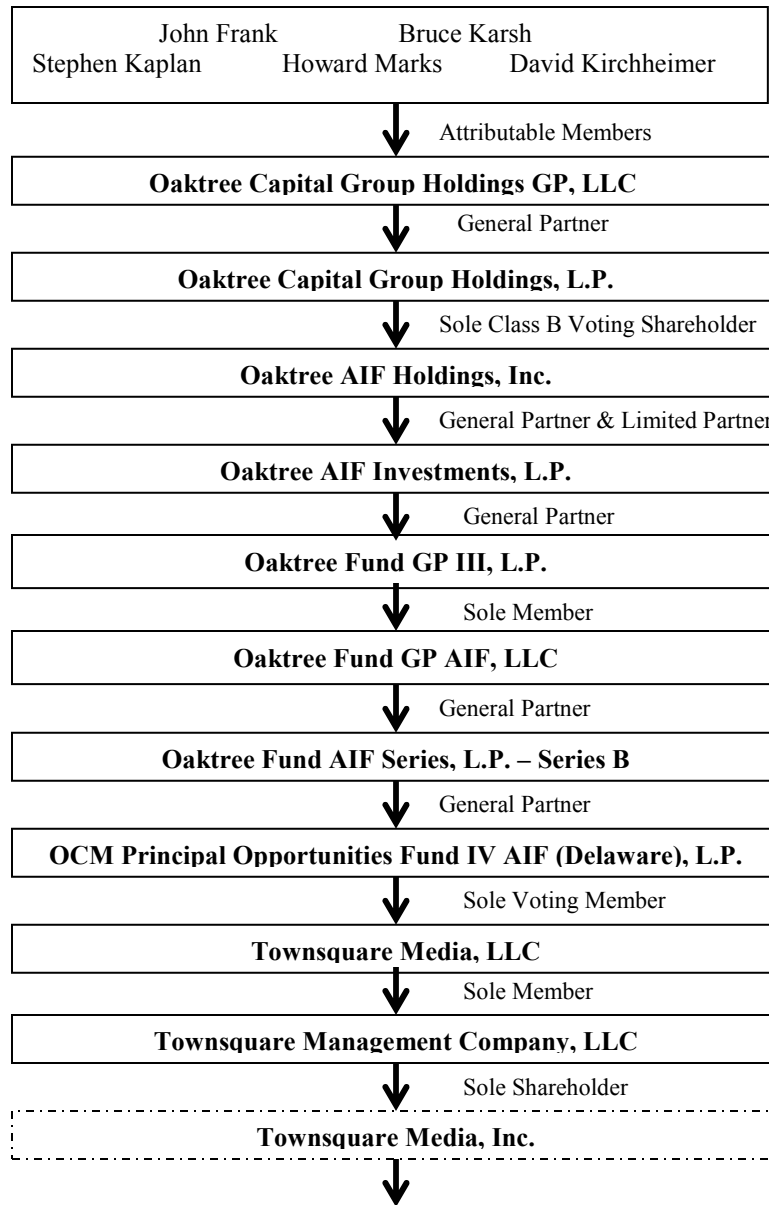 John Frank Bruce Karsh
Stephen Kaplan Howard Marks David Kirchheimer
Attributable Members
Oaktree Capital Group Holdings GP, LLC
General Partner
Oaktree Capital Group Holdings, L.P.
Sole Class B Voting Shareholder
Oaktree AIF Holdings, Inc.
General Partner & Limited Partner
Oaktree AIF Investments, L.P.
General Partner
Oaktree Fund GP III, L.P.
Sole Member
Oaktree Fund GP AIF, LLC
General Partner
Oaktree Fund AIF Series, L.P. – Series B
General Partner
OCM Principal Opportunities Fund IV AIF (Delaware), L.P.
Sole Voting Member
Townsquare Media, LLC
Sole Member
Townsquare Management Company, LLC
Sole Shareholder
Townsquare Media, Inc.